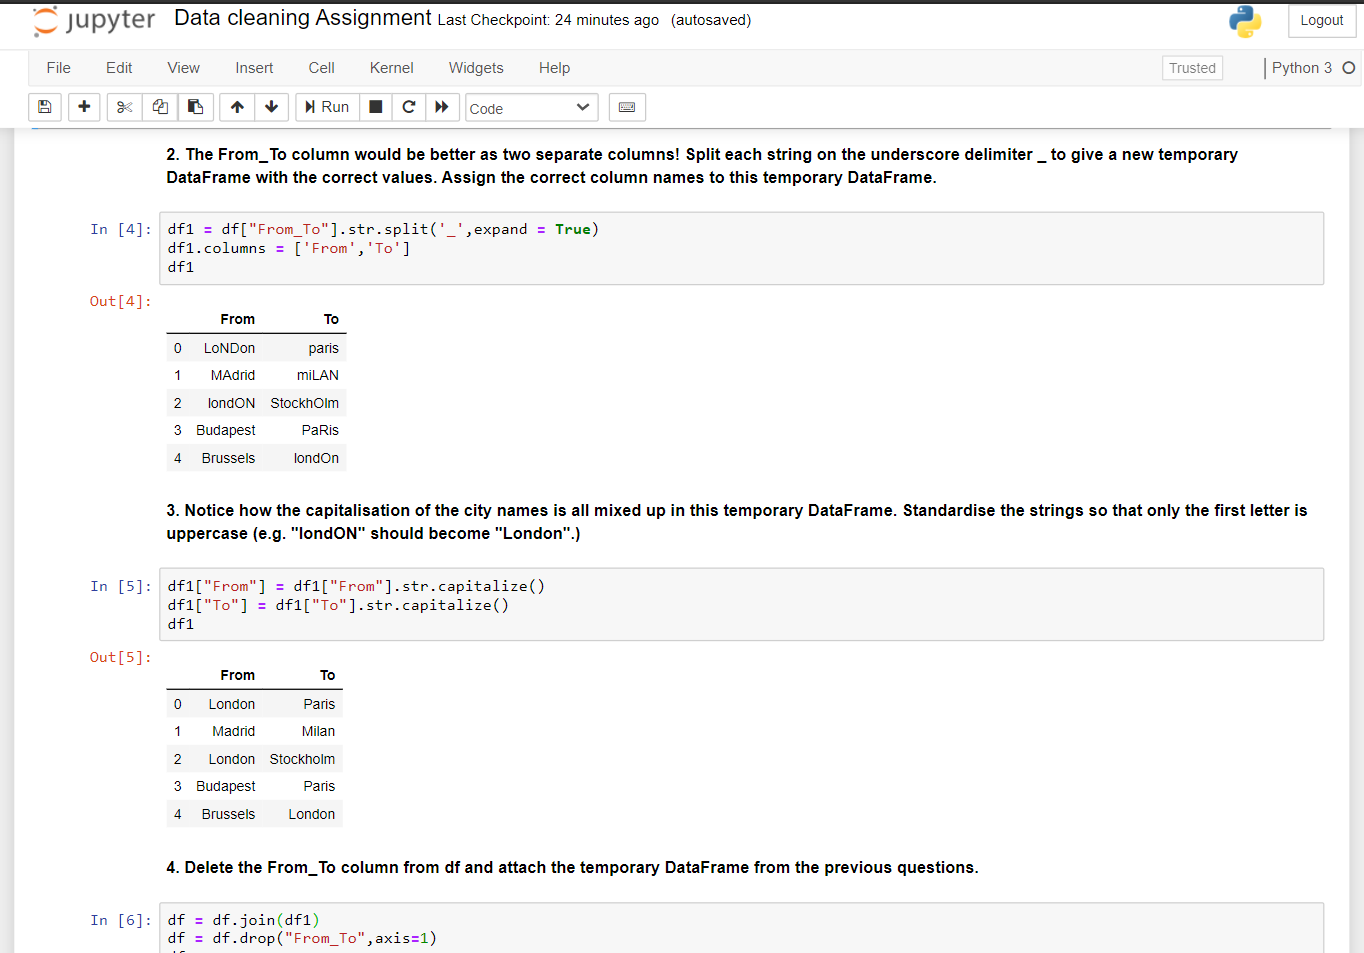 jupyter Data cleaning Assignment Last Checkpoint: 24 minutes ago (autosaved) Logout
File Edit View Insert Cell Kernel Widgets Help Trusted Python 3
Run Code
2. The From_To column would be better as two separate columns! Split each string on the underscore delimiter _ to give a new temporary
DataFrame with the correct values. Assign the correct column names to this temporary DataFrame.
In [4]: df1 = df["From_To"].str.split('_',expand = True)
df1.columns = ['From','To']
df1
Out[4]:
From To
0 LoNDon paris
1 MAdrid miLAN
2 londON StockhOlm
3 Budapest PaRis
4 Brussels londOn
3. Notice how the capitalisation of the city names is all mixed up in this temporary DataFrame. Standardise the strings so that only the first letter is
uppercase (e.g. "londON" should become "London".)
In [5]: df1["From"] = df1["From"].str.capitalize()
df1["To"] = df1["To"].str.capitalize()
df1
Out[5]:
From To
0 London Paris
1 Madrid Milan
2 London Stockholm
3 Budapest Paris
4 Brussels London
4. Delete the From_To column from df and attach the temporary DataFrame from the previous questions.
In [6]: df = df.join(df1)
df = df.drop("From_To",axis=1)